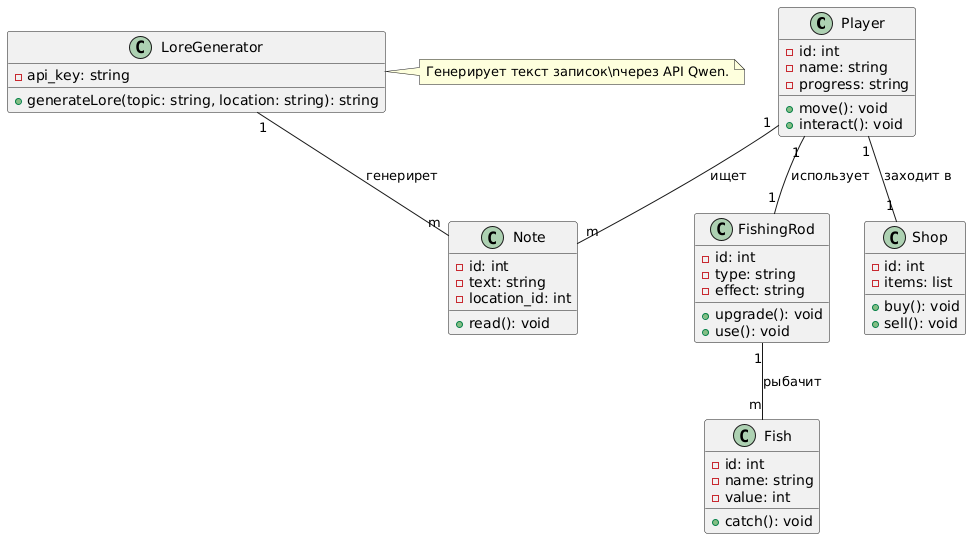 C LoreGenerator
api_key: string
generateLore(topic: string, location: string): string
Генерирует текст записок\nчерез API Qwen.
C Player
id: int
name: string
progress: string
move(): void
interact(): void
1
генерирет
m
1
ищет
m
1
использует
1
1
заходит в
1
C Note
id: int
text: string
location_id: int
read(): void
C FishingRod
id: int
type: string
effect: string
upgrade(): void
use(): void
C Shop
id: int
items: list
buy(): void
sell(): void
1
рыбачит
m
C Fish
id: int
name: string
value: int
catch(): void